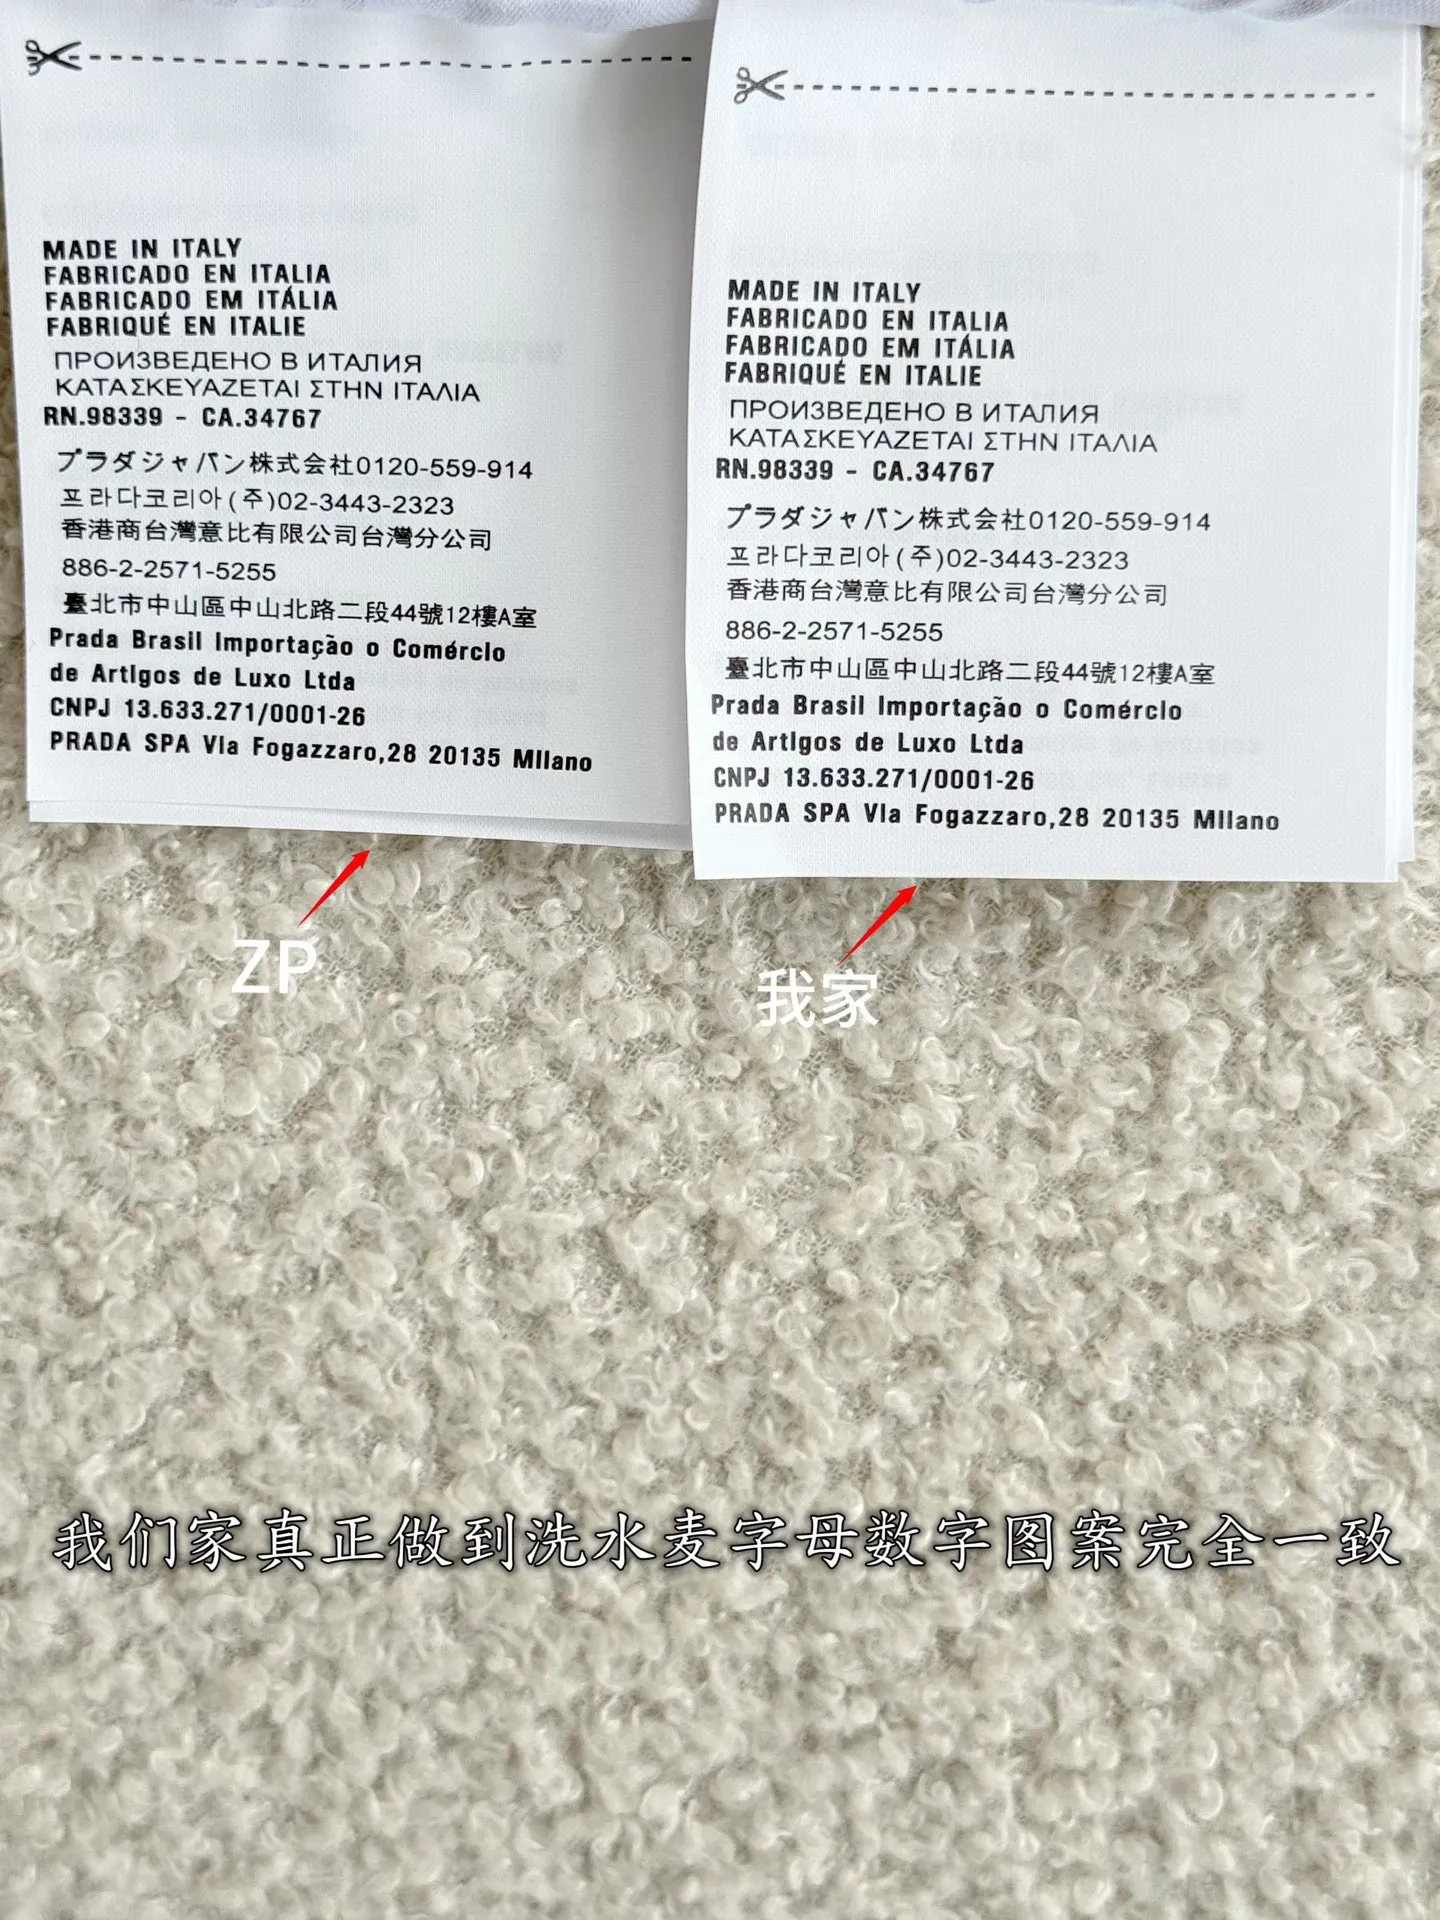 MADE IN ITALY
FABRICADO EN ITALIA
FABRICADO EM ITÁLIA
FABRIQUÉ EN ITALIE
ПРОИЗВЕДЕНО В ИТАЛИЯ
ΚΑΤΑΣΚΕΥΑΖΕΤΑΙ ΣΤΗΝ ΙΤΑΛΙΑ
RN.98339 - CA.34767
プラダジャパン株式会社0120-559-914
프라다코리아(주)02-3443-2323
香港商台灣意比有限公司台灣分公司
886-2-2571-5255
臺北市中山區中山北路二段44號12樓A室
Prada Brasil Importação o Comérclo
de Artlgos de Luxo Ltda
CNPJ 13.633.271/0001-26
PRADA SPA Vla Fogazzaro,28 20135 Mllano
MADE IN ITALY
FABRICADO EN ITALIA
FABRICADO EM ITÁLIA
FABRIQUÉ EN ITALIE
ПРОИЗВЕДЕНО В ИТАЛИЯ
ΚΑΤΑΣΚΕΥΑΖΕΤΑΙ ΣΤΗΝ ΙΤΑΛΙΑ
RN.98339 - CA.34767
プラダジャパン株式会社0120-559-914
프라다코리아(주)02-3443-2323
香港商台灣意比有限公司台灣分公司
886-2-2571-5255
臺北市中山區中山北路二段44號12樓A室
Prada Brasil Importação o Comérclo
de Artlgos de Luxo Ltda
CNPJ 13.633.271/0001-26
PRADA SPA Vla Fogazzaro,28 20135 Mllano
ZP
我家
我们家真正做到洗水麦字母数字图案完全一致